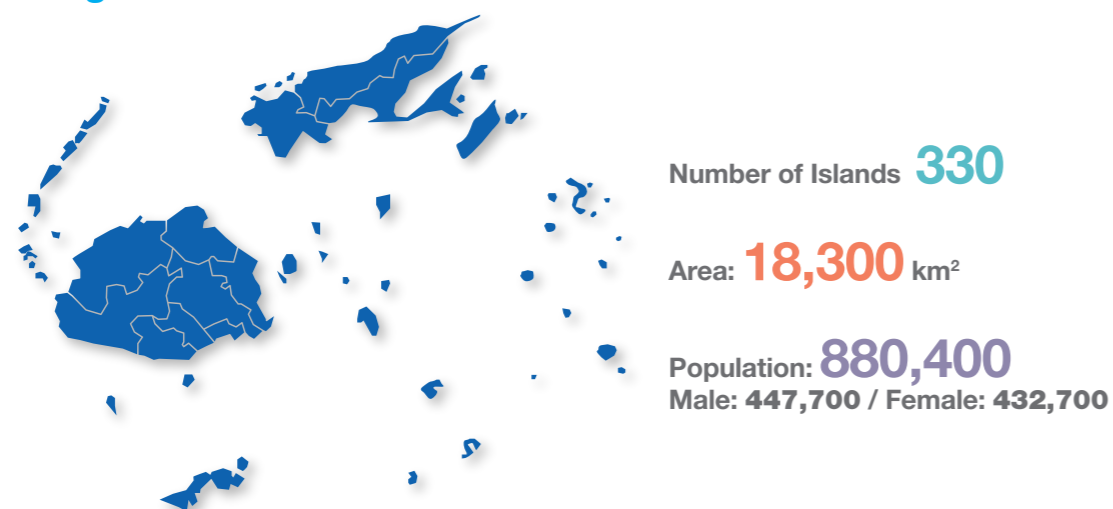 Number of Islands 330
Area: 18,300 km²
Population: 880,400
Male: 447,700 / Female: 432,700